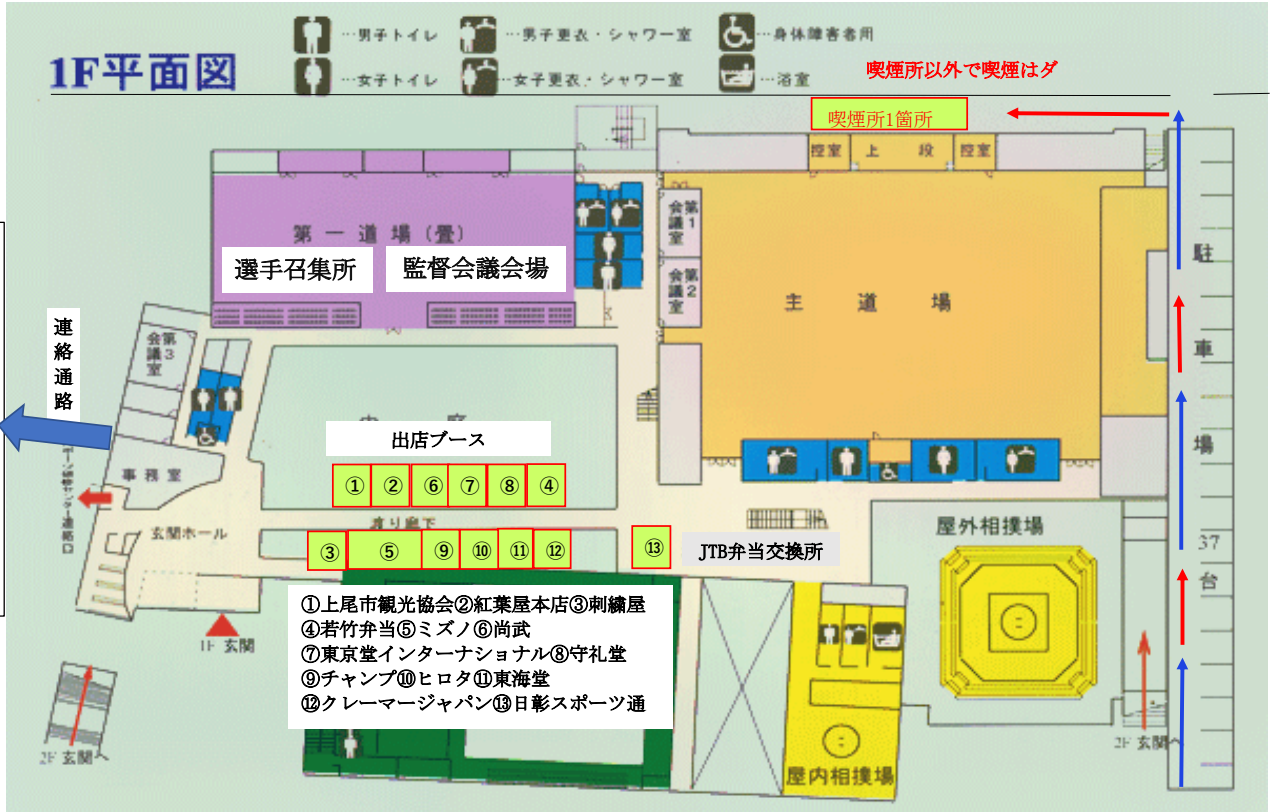 1F平面図
…男子トイレ
…男子更衣・シャワー室
…身体障害者用
…女子トイレ
…女子更衣・シャワー室
…浴室
喫煙所以外で喫煙はダ
喫煙所1箇所
控室
上段
控室
第一道場(畳)
選手召集所
監督会議会場
第1会議室
第2会議室
主道場
駐車場
37台
連絡通路
第3会議室
事務室
出店ブース
① ② ⑥ ⑦ ⑧ ④
渡り廊下
玄関ホール
③ ⑤ ⑨ ⑩ ⑪ ⑫
⑬
JTB弁当交換所
屋外相撲場
①上尾市観光協会②紅葉屋本店③刺繍屋
④若竹弁当⑤ミズノ⑥尚武
⑦東京堂インターナショナル⑧守礼堂
⑨チャンプ⑩ヒロタ⑪東海堂
⑫クレーマージャパン⑬日彰スポーツ通
1F 玄関
2F 玄関へ
2F 玄関へ
屋内相撲場